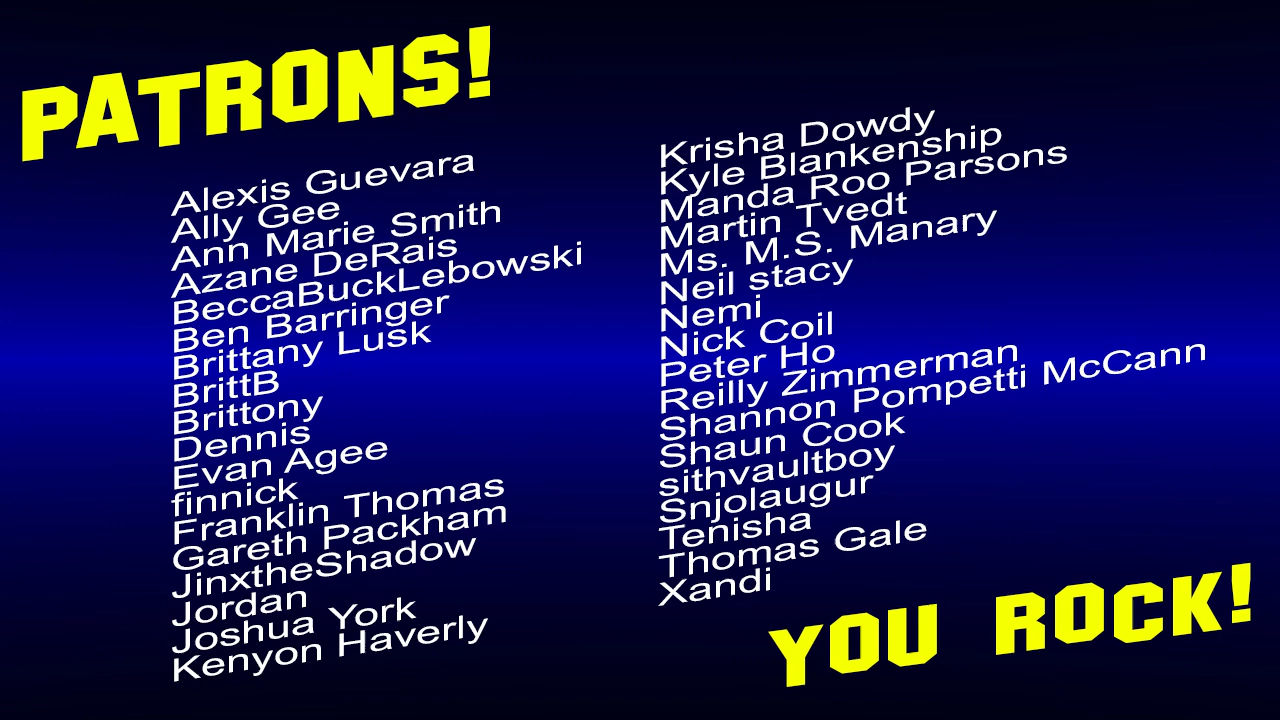 PATRONS!
Alexis Guevara
Ally Gee
Ann Marie Smith
Azane DeRais
BeccaBuckLebowski
Ben Barringer
Brittany Lusk
BrittB
Brittony
Dennis
Evan Agee
finnick
Franklin Thomas
Gareth Packham
JinxtheShadow
Jordan
Joshua York
Kenyon Haverly
Krisha Dowdy
Kyle Blankenship
Manda Roo Parsons
Martin Tvedt
Ms. M.S. Manary
Neil stacy
Nemi
Nick Coil
Peter Ho
Reilly Zimmerman
Shannon Pompetti McCann
Shaun Cook
sithvaultboy
Snjolaugur
Tenisha
Thomas Gale
Xandi
YOU ROCK!